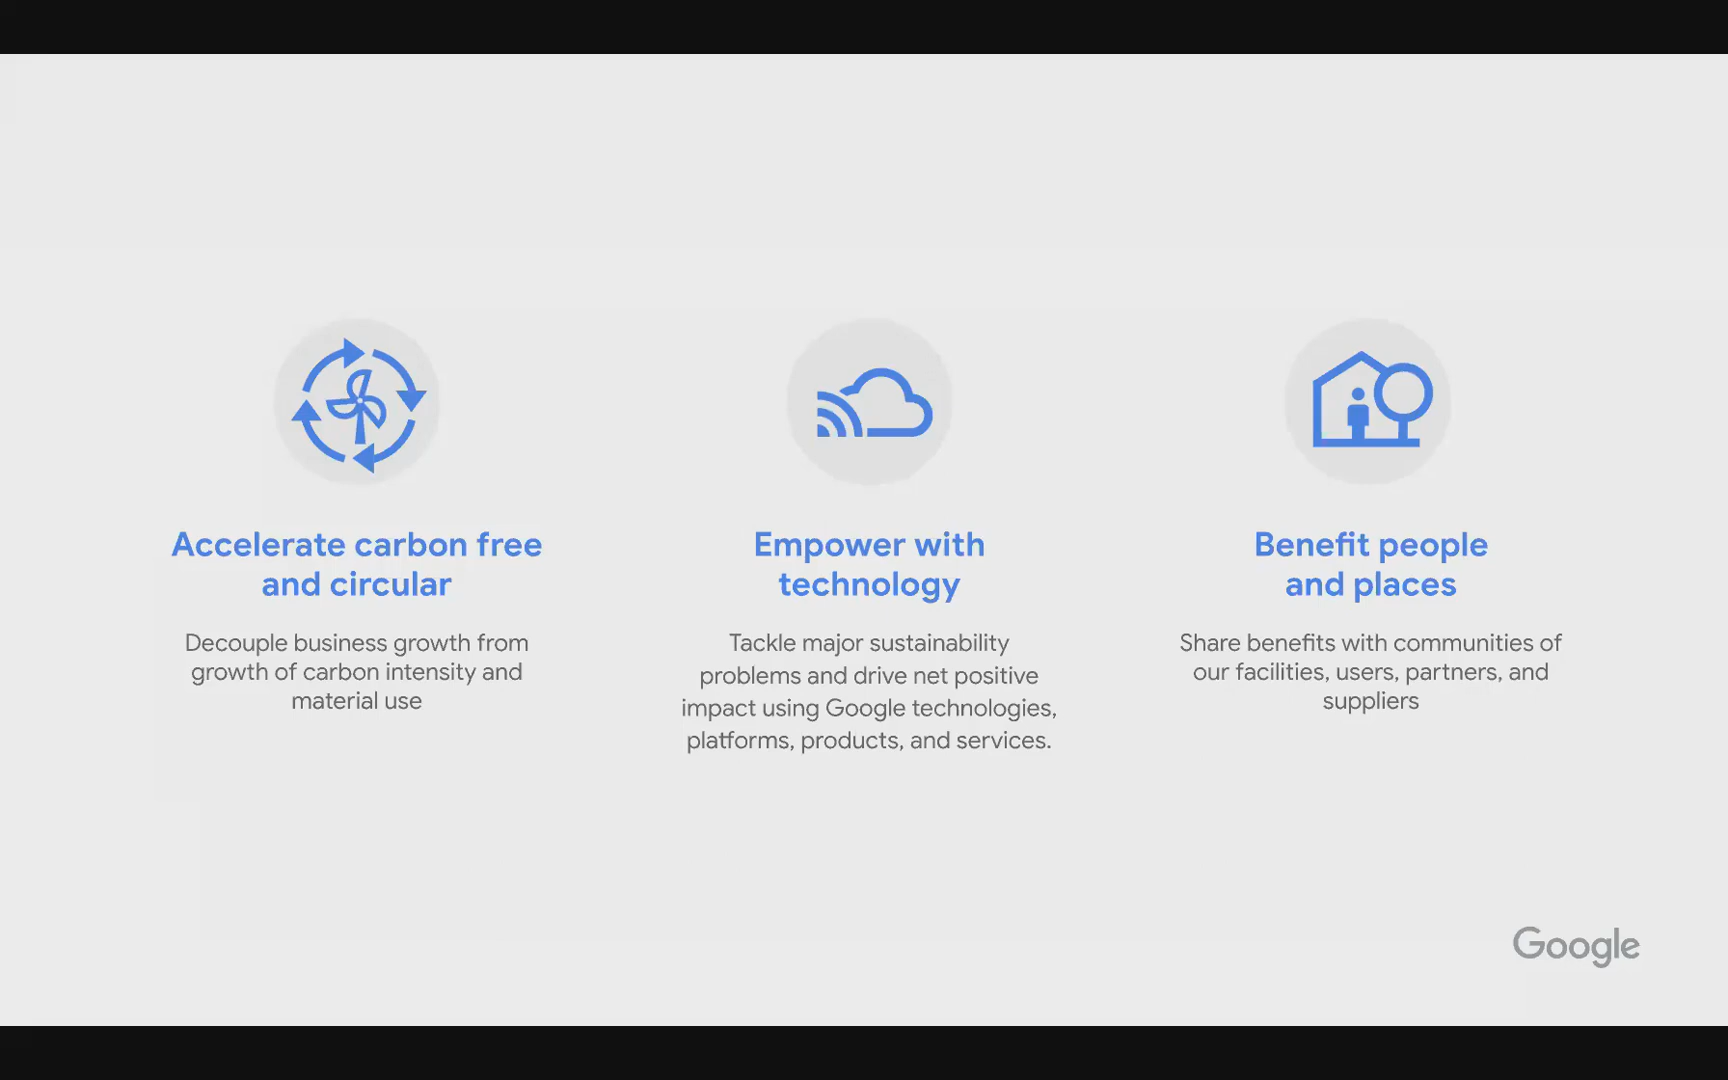 Accelerate carbon free
and circular
Decouple business growth from
growth of carbon intensity and
material use
Empower with
technology
Tackle major sustainability
problems and drive net positive
impact using Google technologies,
platforms, products, and services.
Benefit people
and places
Share benefits with communities of
our facilities, users, partners, and
suppliers
Google